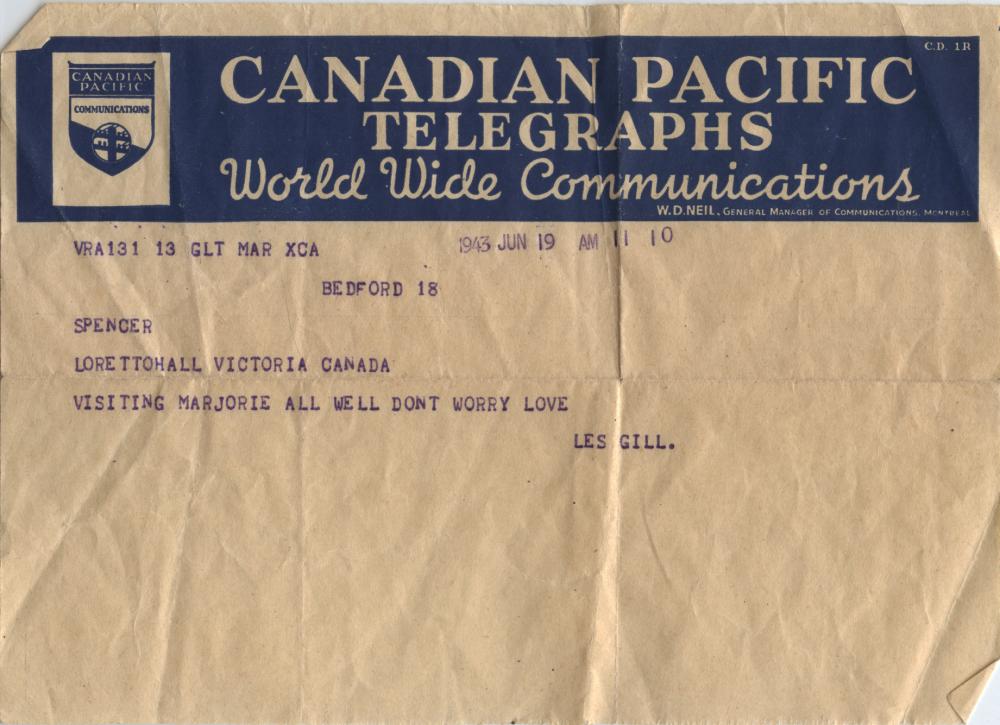 C.D. 1R
CANADIAN
PACIFIC
COMMUNICATIONS
CANADIAN PACIFIC
TELEGRAPHS
World Wide Communications
W.D.NEIL, GENERAL MANAGER OF COMMUNICATIONS, MONTREAL
VRA131 13 GLT MAR XCA 1943 JUN 19 AM 11 10
BEDFORD 18
SPENCER
LORETTOHALL VICTORIA CANADA
VISITING MARJORIE ALL WELL DONT WORRY LOVE
LES GILL.